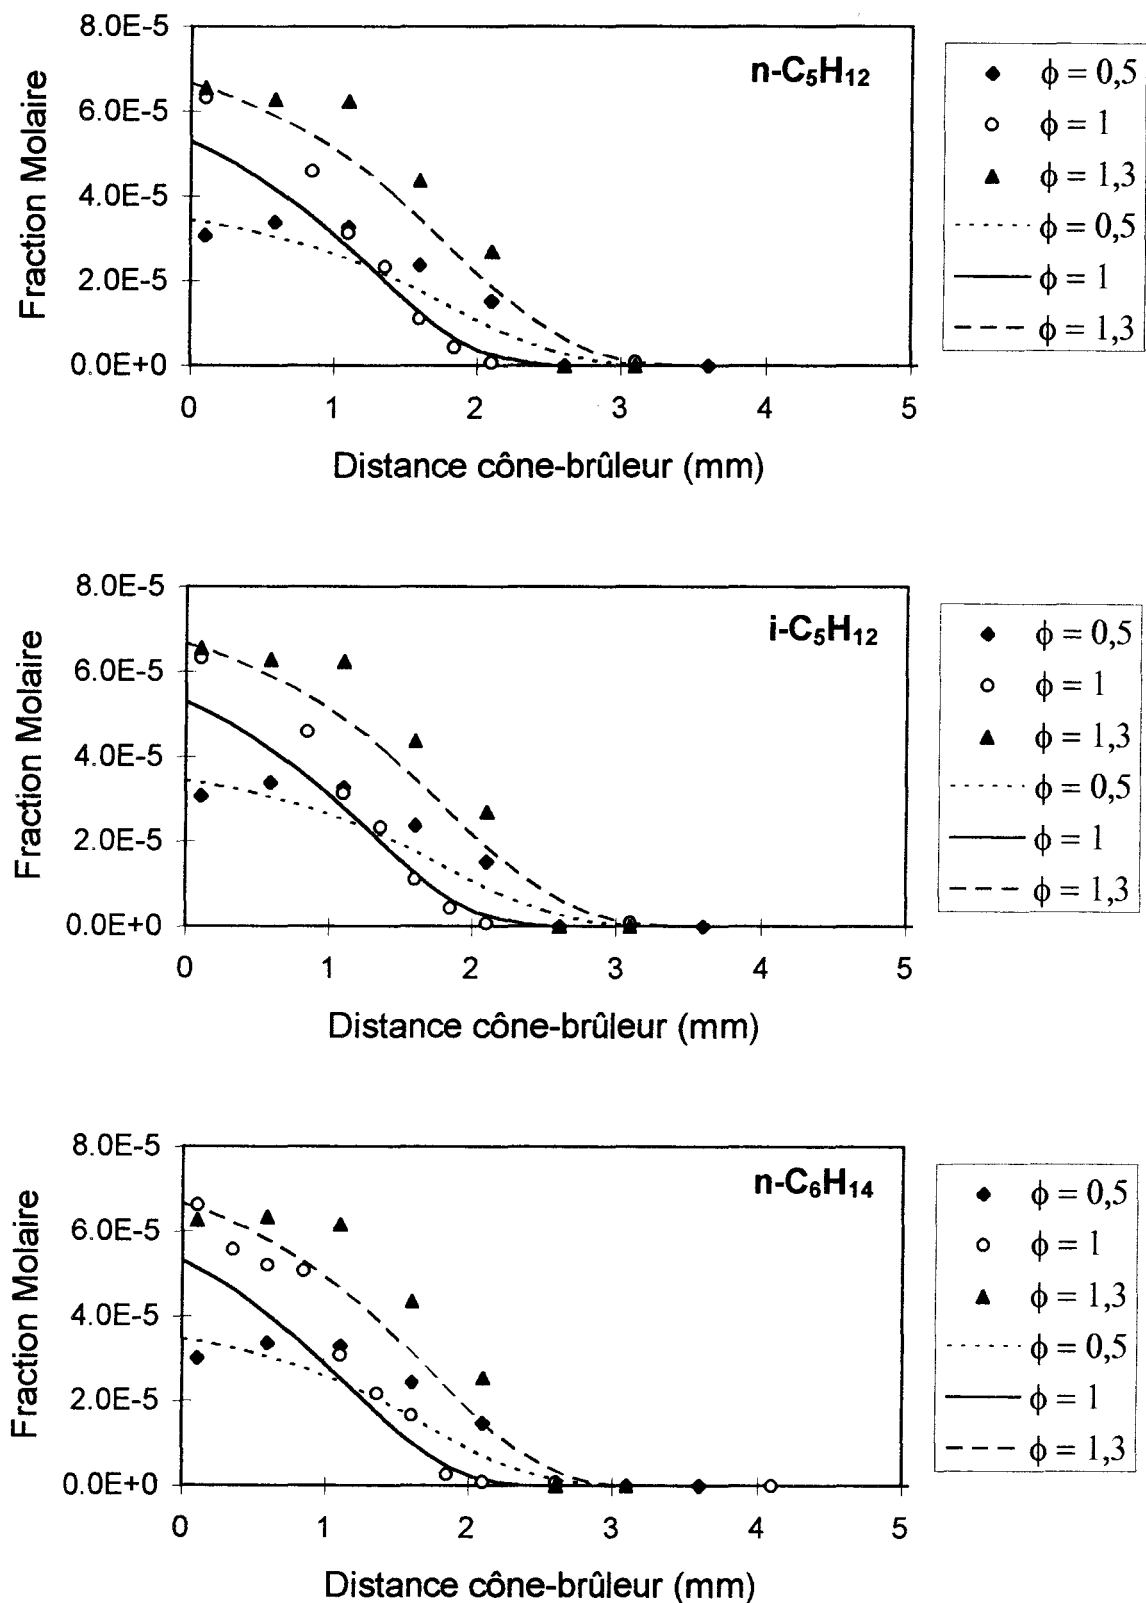 8.0E-5
6.0E-5
4.0E-5
2.0E-5
0.0E+0
0 1 2 3 4 5
Fraction Molaire
Distance cône-brûleur (mm)
n-C₅H₁₂
ϕ = 0,5
ϕ = 1
ϕ = 1,3
ϕ = 0,5
ϕ = 1
ϕ = 1,3
8.0E-5
6.0E-5
4.0E-5
2.0E-5
0.0E+0
0 1 2 3 4 5
Fraction Molaire
Distance cône-brûleur (mm)
i-C₅H₁₂
ϕ = 0,5
ϕ = 1
ϕ = 1,3
ϕ = 0,5
ϕ = 1
ϕ = 1,3
8.0E-5
6.0E-5
4.0E-5
2.0E-5
0.0E+0
0 1 2 3 4 5
Fraction Molaire
Distance cône-brûleur (mm)
n-C₆H₁₄
ϕ = 0,5
ϕ = 1
ϕ = 1,3
ϕ = 0,5
ϕ = 1
ϕ = 1,3